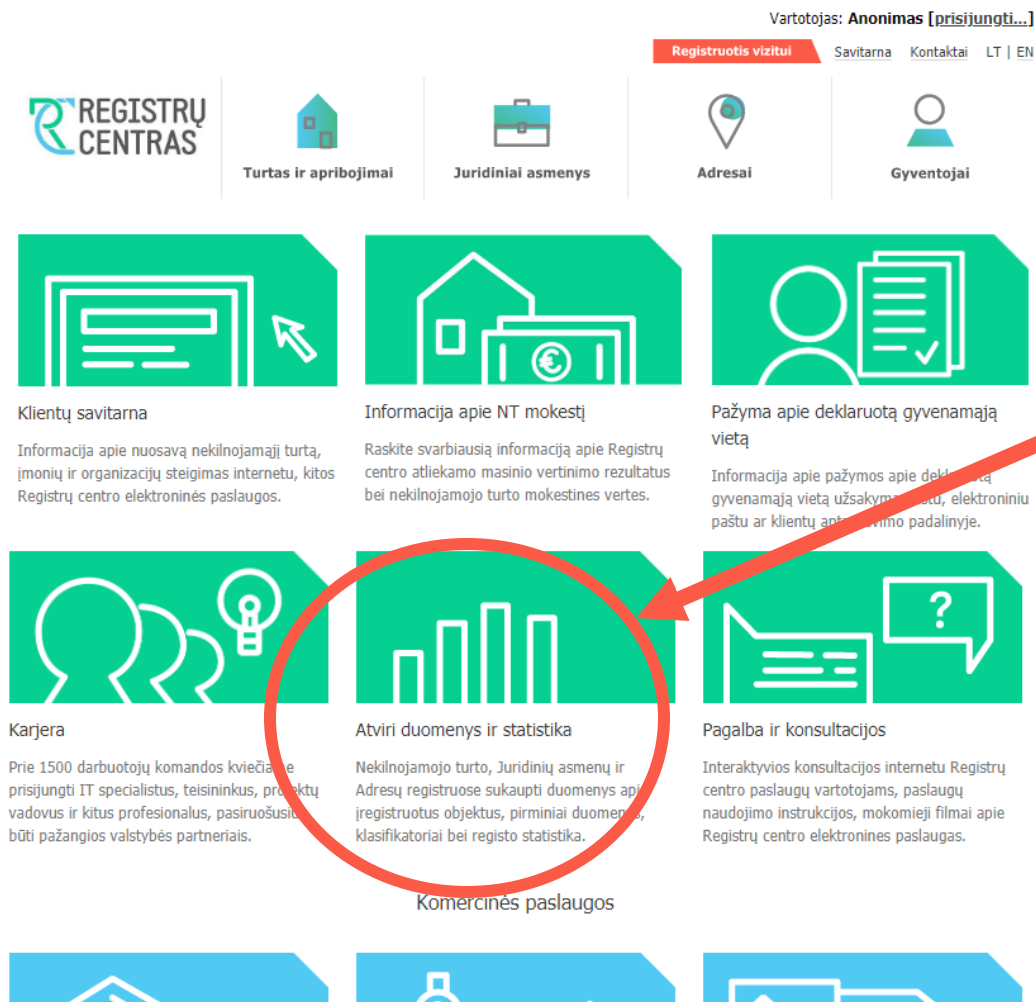 Vartotojas: Anonimas [prisijungti...]
Registruotis vizitui Savitarna Kontaktai LT | EN
REGISTRŲ
CENTRAS
Turtas ir apribojimai Juridiniai asmenys Adresai Gyventojai
Klientų savitarna
Informacija apie nuosavą nekilnojamąjį turtą,
įmonių ir organizacijų steigimas internetu, kitos
Registrų centro elektroninės paslaugos.
Informacija apie NT mokestį
Raskite svarbiausią informaciją apie Registrų
centro atliekamo masinio vertinimo rezultatus
bei nekilnojamojo turto mokestines vertes.
Pažyma apie deklaruotą gyvenamąją
vietą
Informacija apie pažymos apie
gyvenamąją vietą elektroniniu
paštu ar klientų padalinyje.
Karjera
Prie 1500 darbuotojų komandos
prisijungti IT specialistus, teisininkus,
vadovus ir kitus profesionalus,
būti pažangios valstybės partneriais.
Atviri duomenys ir statistika
Nekilnojamojo turto, Juridinių asmenų ir
Adresų registruose sukaupti duomenys
įregistruotus objektus, pirminiai
klasifikatoriai bei registo statistika.
?
Pagalba ir konsultacijos
Interaktyvios konsultacijos internetu Registrų
centro paslaugų vartotojams, paslaugų
naudojimo instrukcijos, mokomieji filmai apie
Registrų centro elektronines paslaugas.
Komercinės paslaugos